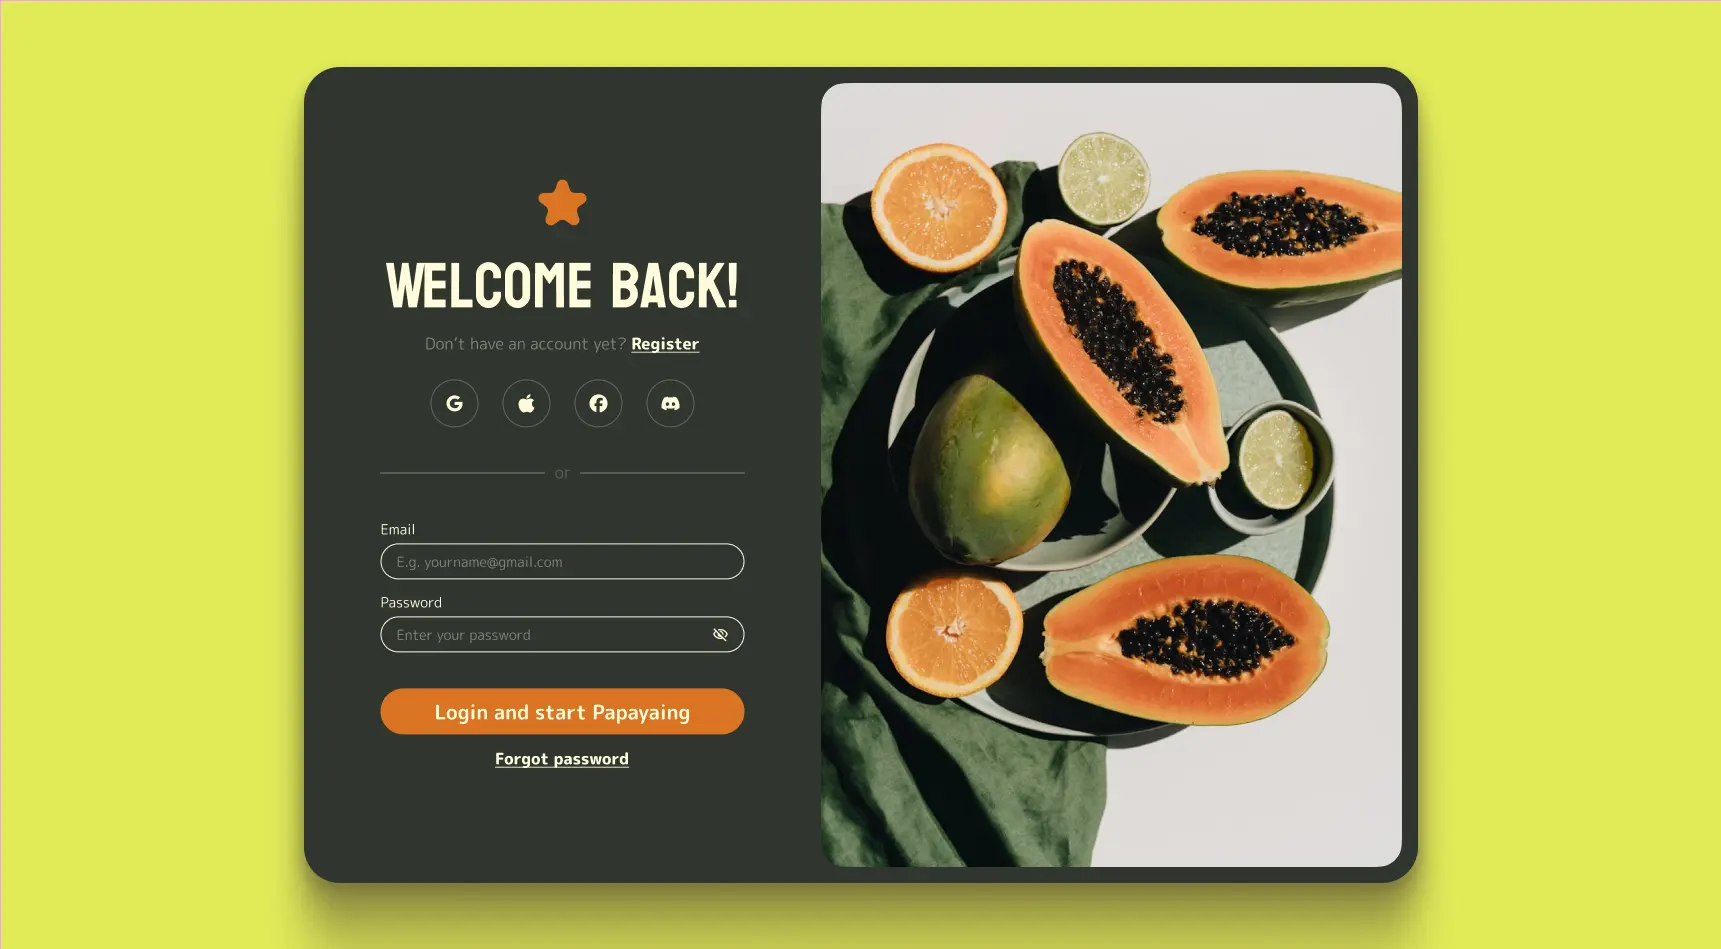 WELCOME BACK!
Don’t have an account yet? Register
or
Email
E.g. yourname@gmail.com
Password
Enter your password
Login and start Papayaing
Forgot password